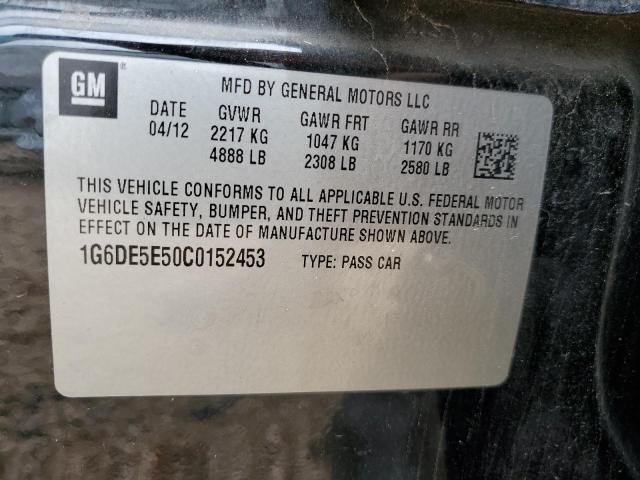 GM
MFD BY GENERAL MOTORS LLC
DATE GVWR GAWR FRT GAWR RR
04/12 2217 KG 1047 KG 1170 KG
4888 LB 2308 LB 2580 LB
THIS VEHICLE CONFORMS TO ALL APPLICABLE U.S. FEDERAL MOTOR
VEHICLE SAFETY, BUMPER, AND THEFT PREVENTION STANDARDS IN
EFFECT ON THE DATE OF MANUFACTURE SHOWN ABOVE.
1G6DE5E50C0152453 TYPE: PASS CAR